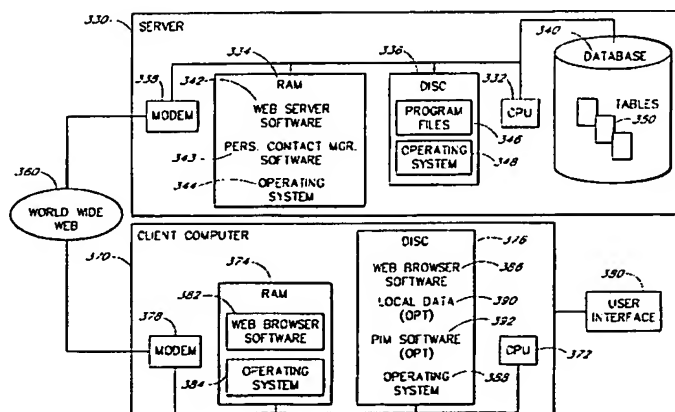 330
SERVER
334
336
340
342
RAM
DISC
332
DATABASE
338
MODEM
WEB SERVER
SOFTWARE
PROGRAM
FILES
CPU
TABLES
350
346
343
PERS. CONTACT MGR.
SOFTWARE
OPERATING
SYSTEM
348
344
OPERATING
SYSTEM
360
WORLD WIDE
WEB
370
CLIENT COMPUTER
374
DISC
376
382
RAM
WEB BROWSER
SOFTWARE
386
380
378
WEB BROWSER
SOFTWARE
LOCAL DATA
(OPT)
390
USER
INTERFACE
392
MODEM
PIM SOFTWARE
(OPT)
CPU
372
384
OPERATING
SYSTEM
OPERATING
SYSTEM
388